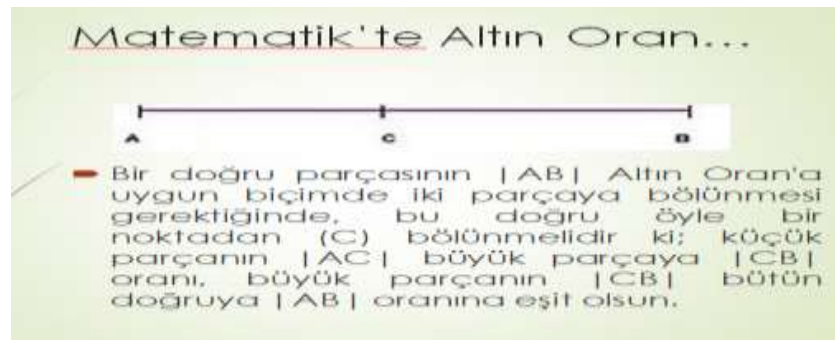 Matematik'te Altın Oran...
A C B
Bir doğru parçasının |AB| Altın Oran'a
uygun biçimde iki parçaya bölünmesi
gerektiğinde, bu doğru öyle bir
noktadan (C) bölünmelidir ki; küçük
parçanın |AC| büyük parçaya |CB|
oranı, büyük parçanın |CB| bütün
doğruya |AB| oranına eşit olsun.